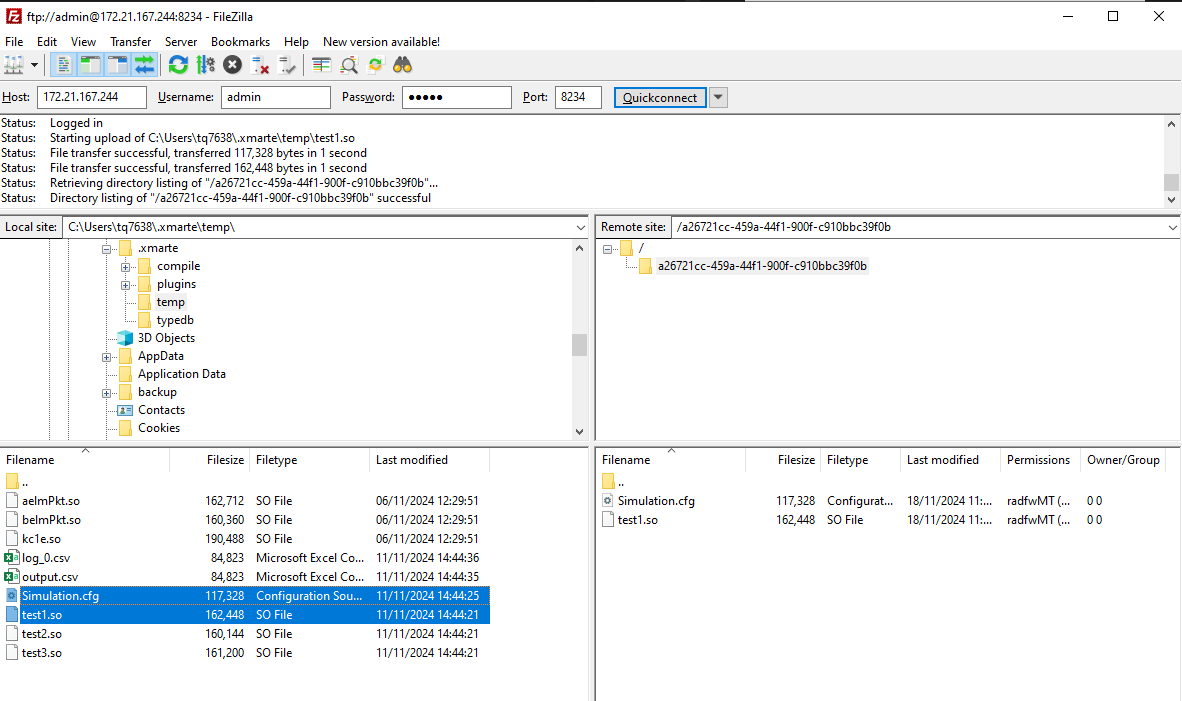 ftp://admin@172.21.167.244:8234 - FileZilla
File Edit View Transfer Server Bookmarks Help New version available!
Host: 172.21.167.244 Username: admin Password: ●●●●● Port: 8234 Quickconnect
Status: Logged in
Status: Starting upload of C:\Users\tq7638\.xmarte\temp\test1.so
Status: File transfer successful, transferred 117,328 bytes in 1 second
Status: File transfer successful, transferred 162,448 bytes in 1 second
Status: Retrieving directory listing of "/a26721cc-459a-44f1-900f-c910bbc39f0b"...
Status: Directory listing of "/a26721cc-459a-44f1-900f-c910bbc39f0b" successful
Local site: C:\Users\tq7638\.xmarte\temp\
.xmarte
compile
plugins
temp
typedb
3D Objects
AppData
Application Data
backup
Contacts
Cookies
Remote site: /a26721cc-459a-44f1-900f-c910bbc39f0b
/
a26721cc-459a-44f1-900f-c910bbc39f0b
Filename Filesize Filetype Last modified
..
aelmPkt.so 162,712 SO File 06/11/2024 12:29:51
belmPkt.so 160,360 SO File 06/11/2024 12:29:51
kc1e.so 190,488 SO File 06/11/2024 12:29:51
log_0.csv 84,823 Microsoft Excel Co... 11/11/2024 14:44:36
output.csv 84,823 Microsoft Excel Co... 11/11/2024 14:44:35
Simulation.cfg 117,328 Configuration Sou... 11/11/2024 14:44:25
test1.so 162,448 SO File 11/11/2024 14:44:21
test2.so 160,144 SO File 11/11/2024 14:44:21
test3.so 161,200 SO File 11/11/2024 14:44:21
Filename Filesize Filetype Last modified Permissions Owner/Group
..
Simulation.cfg 117,328 Configurat... 18/11/2024 11:... radfwMT (... 0 0
test1.so 162,448 SO File 18/11/2024 11:... radfwMT (... 0 0